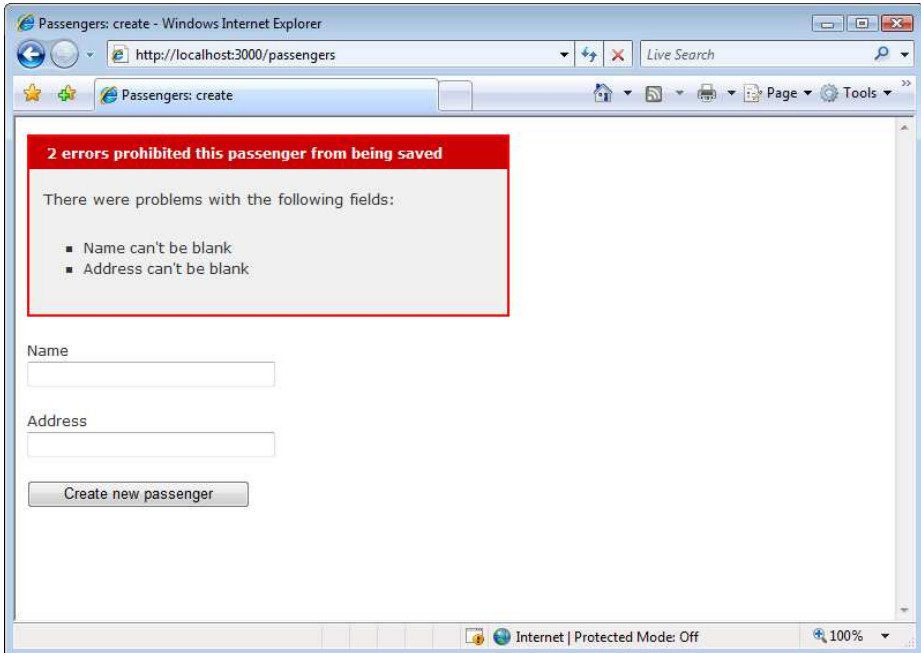 Passengers: create - Windows Internet Explorer
http://localhost:3000/passengers
Live Search
Passengers: create
Page
Tools
2 errors prohibited this passenger from being saved
There were problems with the following fields:
Name can't be blank
Address can't be blank
Name
Address
Create new passenger
Internet | Protected Mode: Off
100%